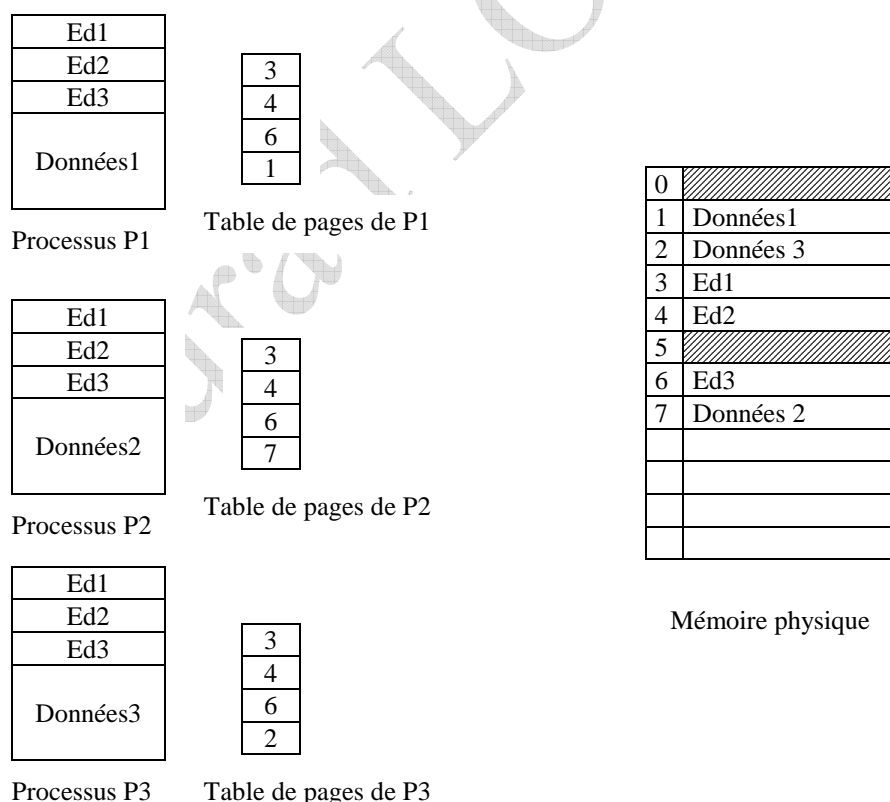 Ed1
Ed2
Ed3
Données1
Processus P1
3
4
6
1
Table de pages de P1
Ed1
Ed2
Ed3
Données2
Processus P2
3
4
6
7
Table de pages de P2
Ed1
Ed2
Ed3
Données3
Processus P3
3
4
6
2
Table de pages de P3
0
1 Données1
2 Données 3
3 Ed1
4 Ed2
5
6 Ed3
7 Données 2
Mémoire physique